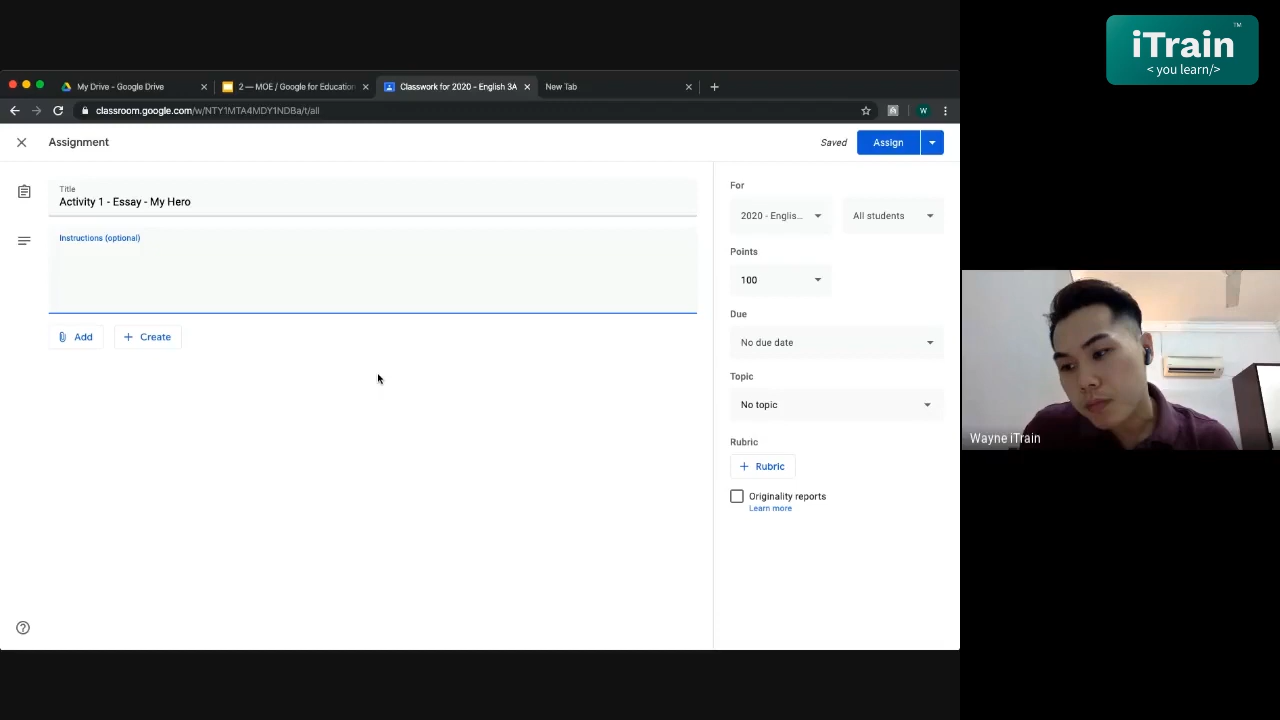 iTrain™
< you learn/>
My Drive - Google Drive
2 — MOE / Google for Education
Classwork for 2020 - English 3A
New Tab
classroom.google.com/w/NTY1MTA4MDY1NDBa/t/all
W
Assignment
Saved
Assign
Title
Activity 1 - Essay - My Hero
Instructions (optional)
Add
Create
For
2020 - Englis...
All students
Points
100
Due
No due date
Topic
No topic
Rubric
Rubric
Originality reports
Learn more
Wayne iTrain